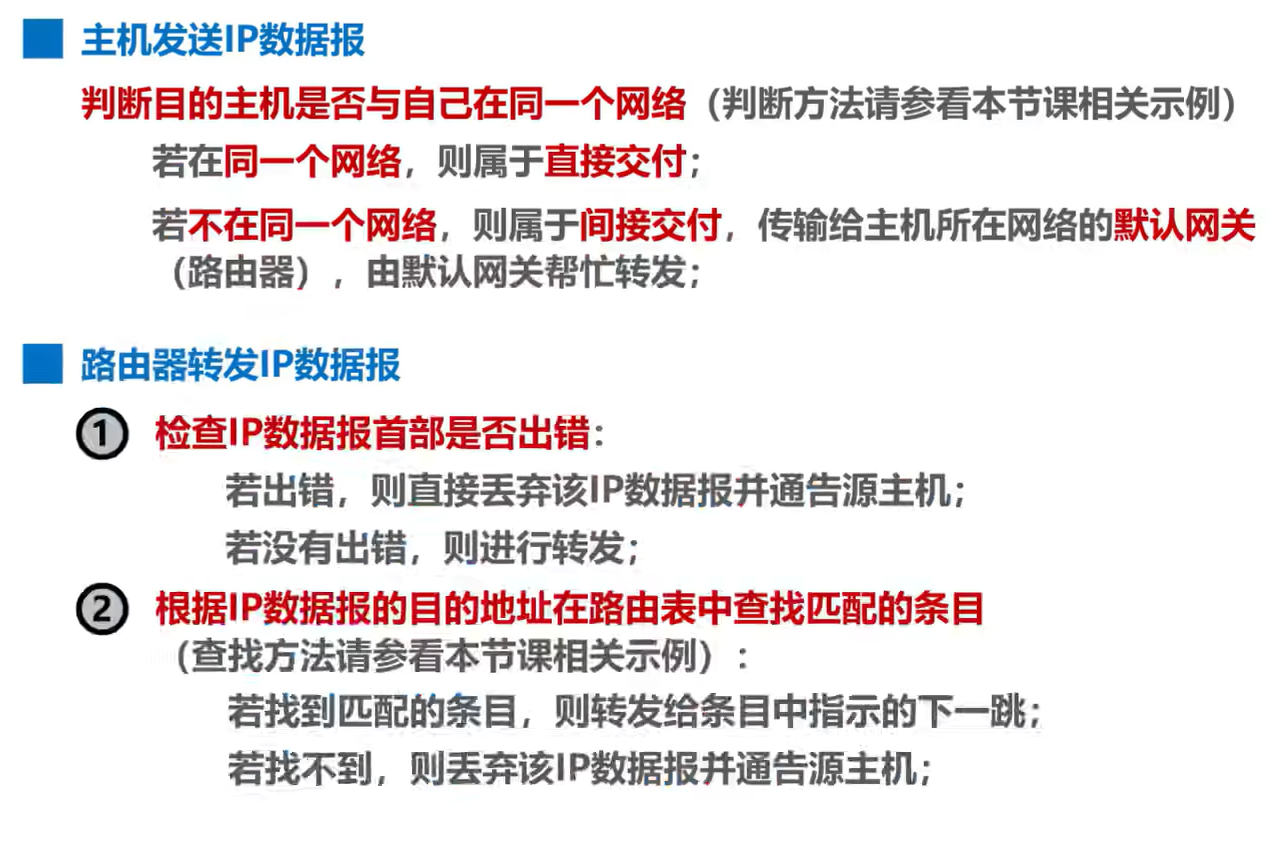 主机发送IP数据报
判断目的主机是否与自己在同一个网络（判断方法请参看本节课相关示例）
若在同一个网络，则属于直接交付；
若不在同一个网络，则属于间接交付，传输给主机所在网络的默认网关
（路由器），由默认网关帮忙转发；
路由器转发IP数据报
① 检查IP数据报首部是否出错：
若出错，则直接丢弃该IP数据报并通告源主机；
若没有出错，则进行转发；
② 根据IP数据报的目的地址在路由表中查找匹配的条目
（查找方法请参看本节课相关示例）：
若找到匹配的条目，则转发给条目中指示的下一跳；
若找不到，则丢弃该IP数据报并通告源主机；